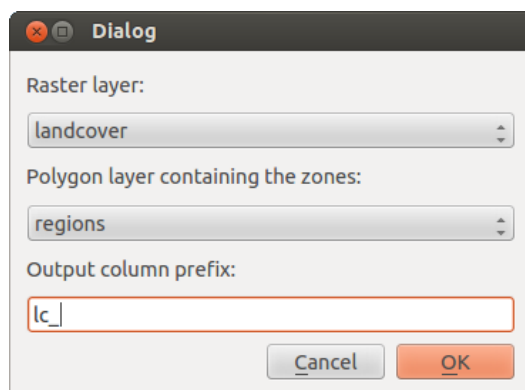 Dialog
Raster layer:
landcover
Polygon layer containing the zones:
regions
Output column prefix:
lc_
Cancel OK